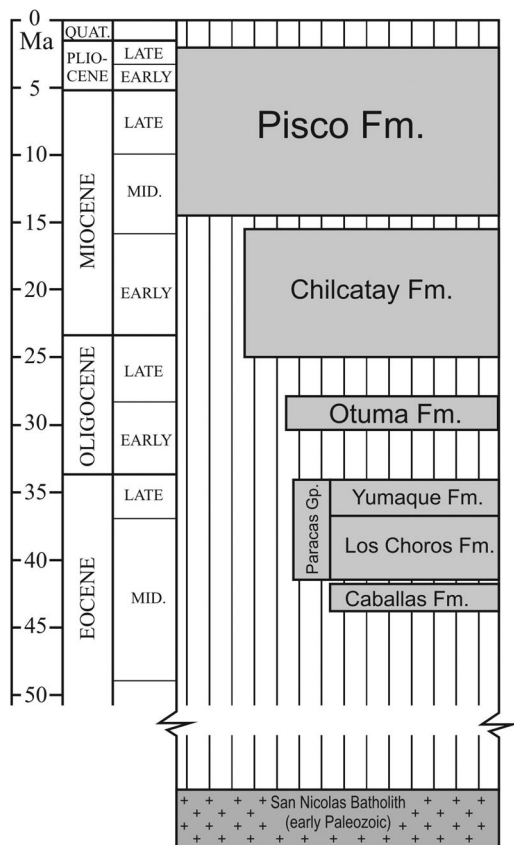 0
Ma
5
10
15
20
25
30
35
40
45
50
QUAT.
PLIO-
CENE
LATE
EARLY
MIOCENE
LATE
MID.
EARLY
OLIGOCENE
LATE
EARLY
EOCENE
LATE
MID.
Pisco Fm.
Chilcatay Fm.
Otuma Fm.
Paracas Gp.
Yumaque Fm.
Los Choros Fm.
Caballas Fm.
San Nicolas Batholith
(early Paleozoic)